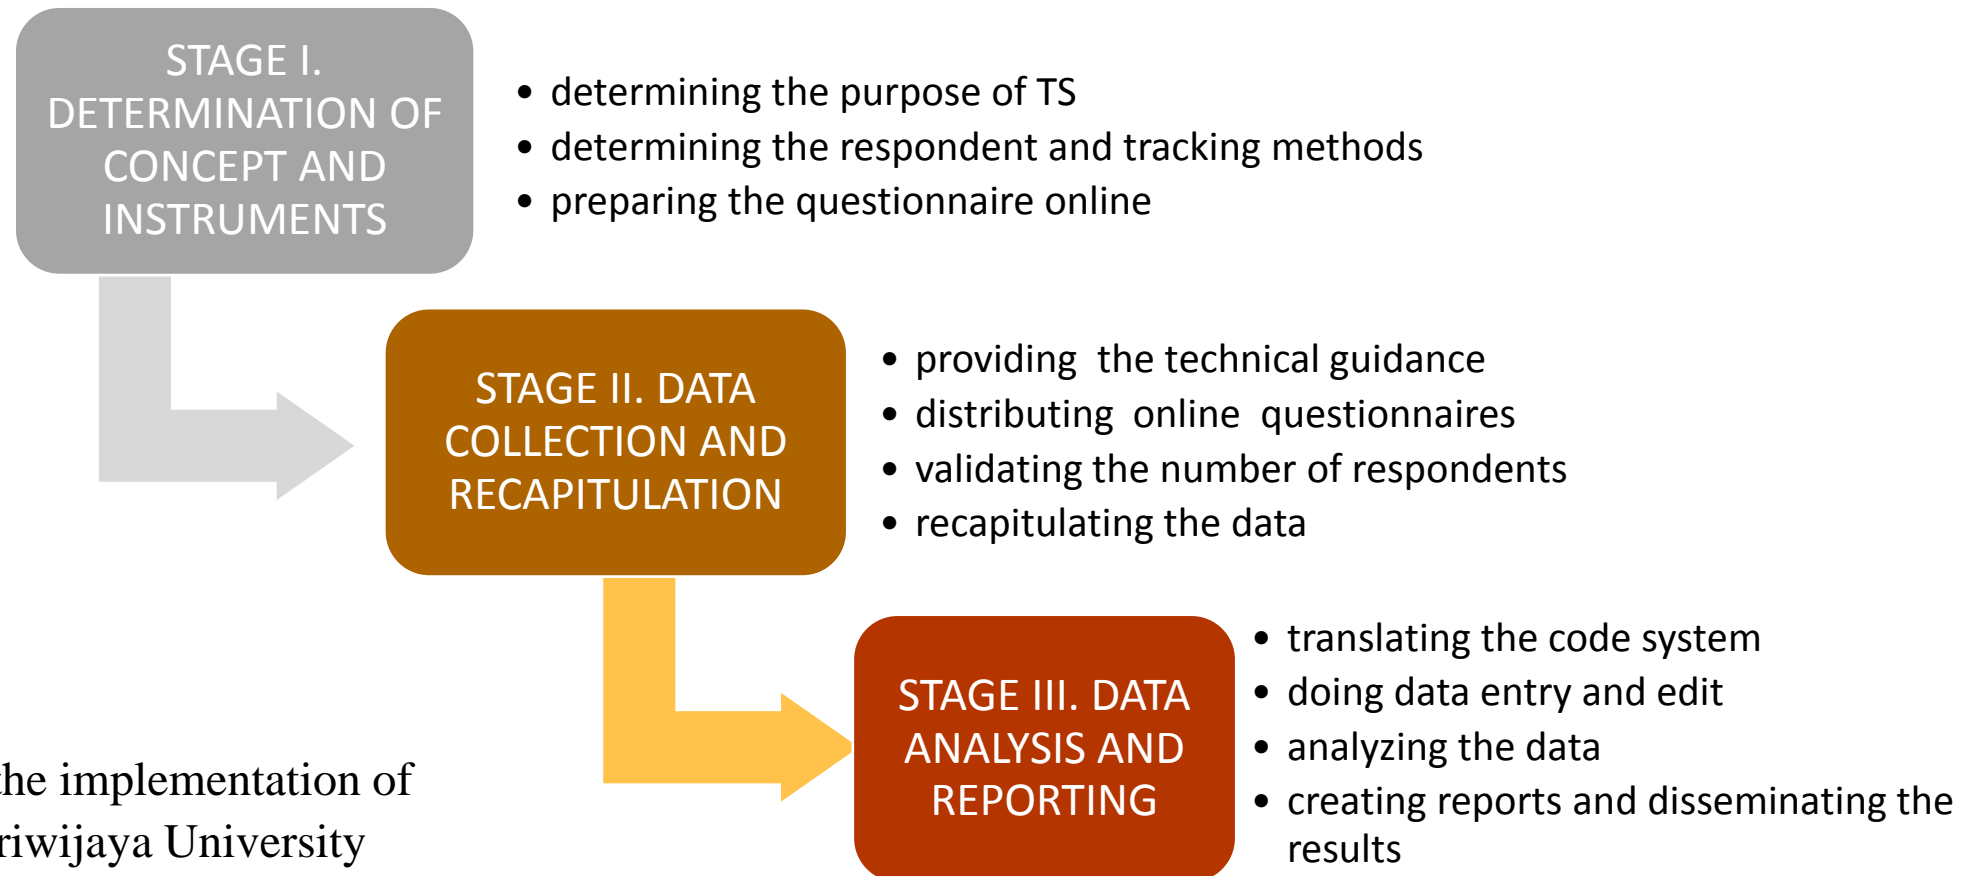 STAGE I.
DETERMINATION OF
CONCEPT AND
INSTRUMENTS
• determining the purpose of TS
• determining the respondent and tracking methods
• preparing the questionnaire online
STAGE II. DATA
COLLECTION AND
RECAPITULATION
• providing the technical guidance
• distributing online questionnaires
• validating the number of respondents
• recapitulating the data
STAGE III. DATA
ANALYSIS AND
REPORTING
• translating the code system
• doing data entry and edit
• analyzing the data
• creating reports and disseminating the
results
the implementation of
riwijaya University